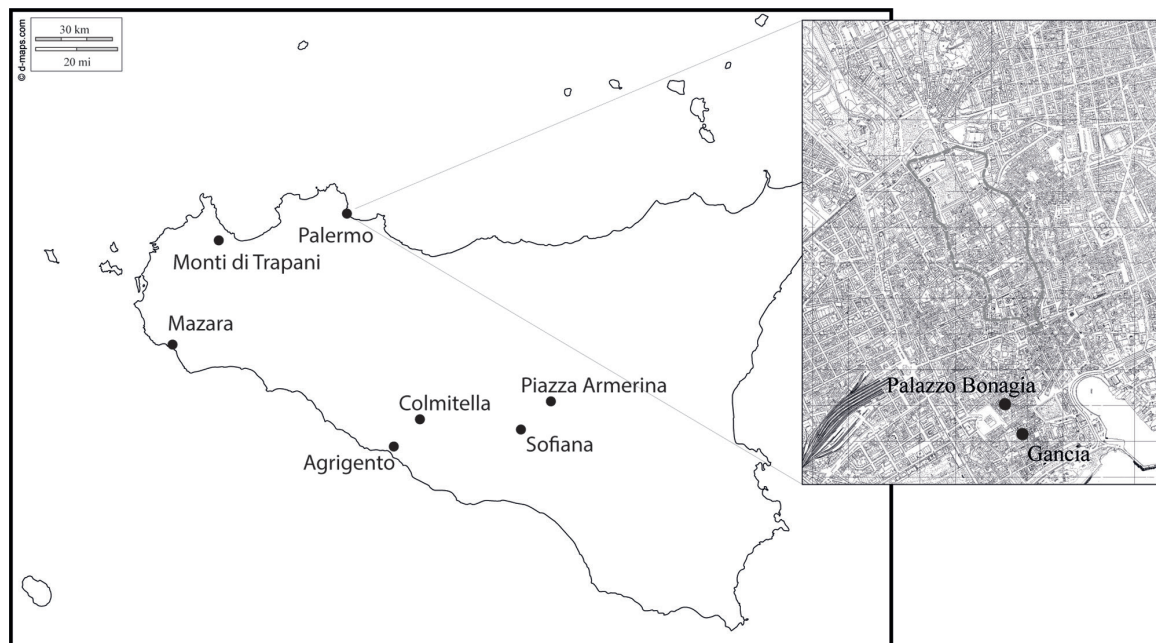 30 km
20 mi
© d-maps.com
Palermo
Monti di Trapani
Mazara
Piazza Armerina
Colmitella
Sofiana
Agrigento
Palazzo Bonagia
Gancia